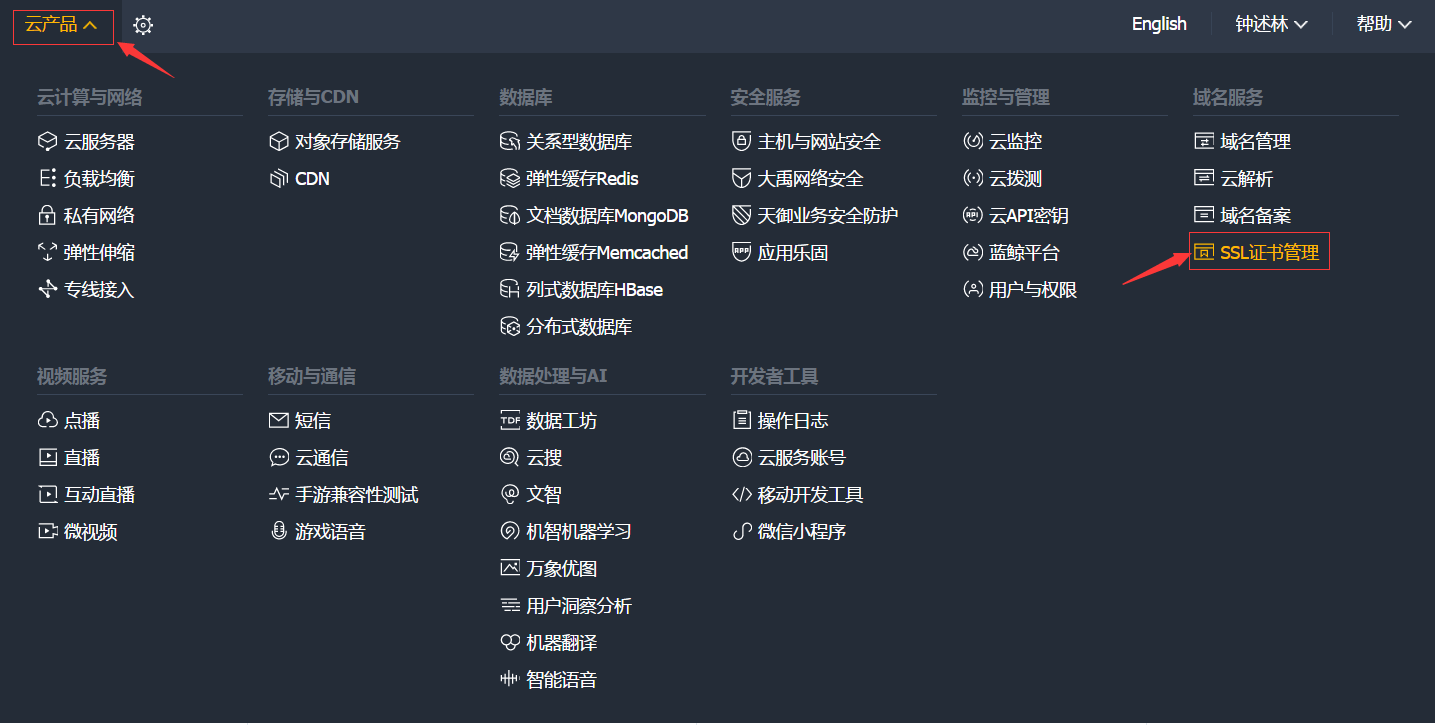 云产品
English
钟述林
帮助
云计算与网络
云服务器
负载均衡
私有网络
弹性伸缩
专线接入
存储与CDN
对象存储服务
CDN
数据库
关系型数据库
弹性缓存Redis
文档数据库MongoDB
弹性缓存Memcached
列式数据库HBase
分布式数据库
安全服务
主机与网站安全
大禹网络安全
天御业务安全防护
应用乐固
监控与管理
云监控
云拨测
云API密钥
蓝鲸平台
用户与权限
域名服务
域名管理
云解析
域名备案
SSL证书管理
视频服务
点播
直播
互动直播
微视频
移动与通信
短信
云通信
手游兼容性测试
游戏语音
数据处理与AI
数据工坊
云搜
文智
机智机器学习
万象优图
用户洞察分析
机器翻译
智能语音
开发者工具
操作日志
云服务账号
移动开发工具
微信小程序